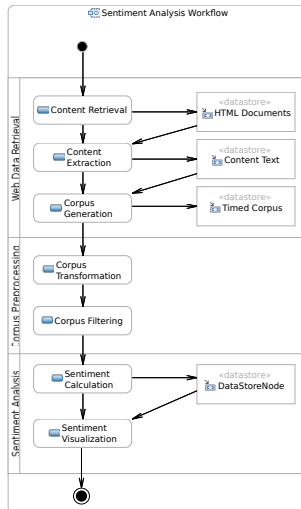 Sentiment Analysis Workflow
Web Data Retrieval
Content Retrieval
«datastore»
HTML Documents
Content
Extraction
«datastore»
Content Text
Corpus
Generation
«datastore»
Timed Corpus
Corpus Preprocessing
Corpus
Transformation
Corpus Filtering
Sentiment Analysis
Sentiment
Calculation
«datastore»
DataStoreNode
Sentiment
Visualization